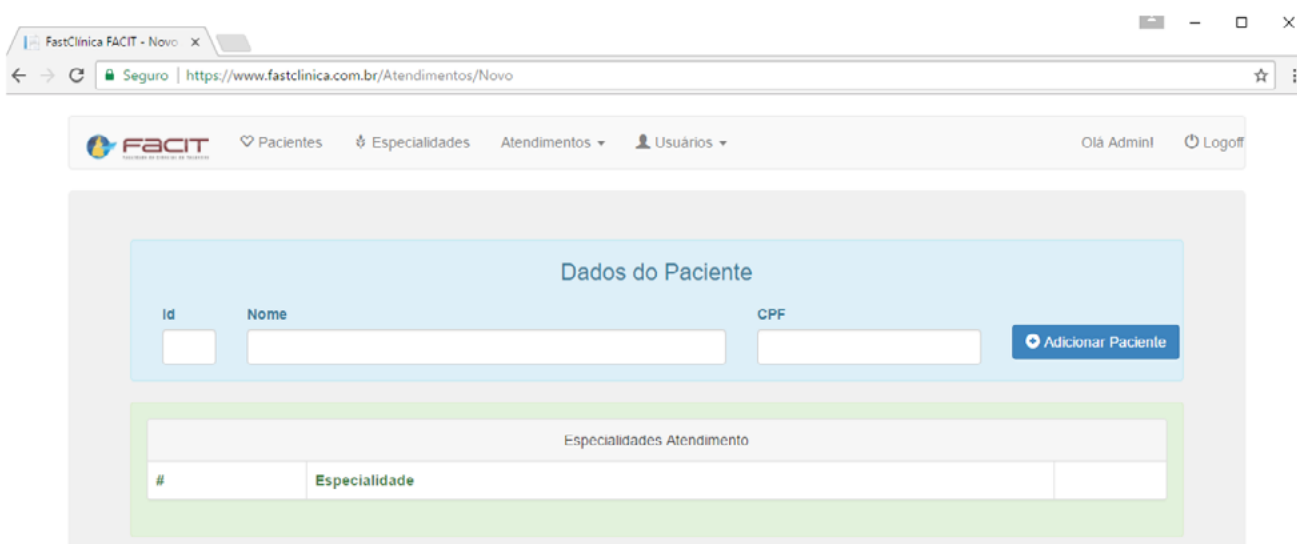 FastClínica FACIT - Novo
Seguro | https://www.fastclinica.com.br/Atendimentos/Novo
FACIT Pacientes Especialidades Atendimentos Usuários Olá Admin! Logoff
Dados do Paciente
Id Nome CPF
Adicionar Paciente
Especialidades Atendimento
# Especialidade